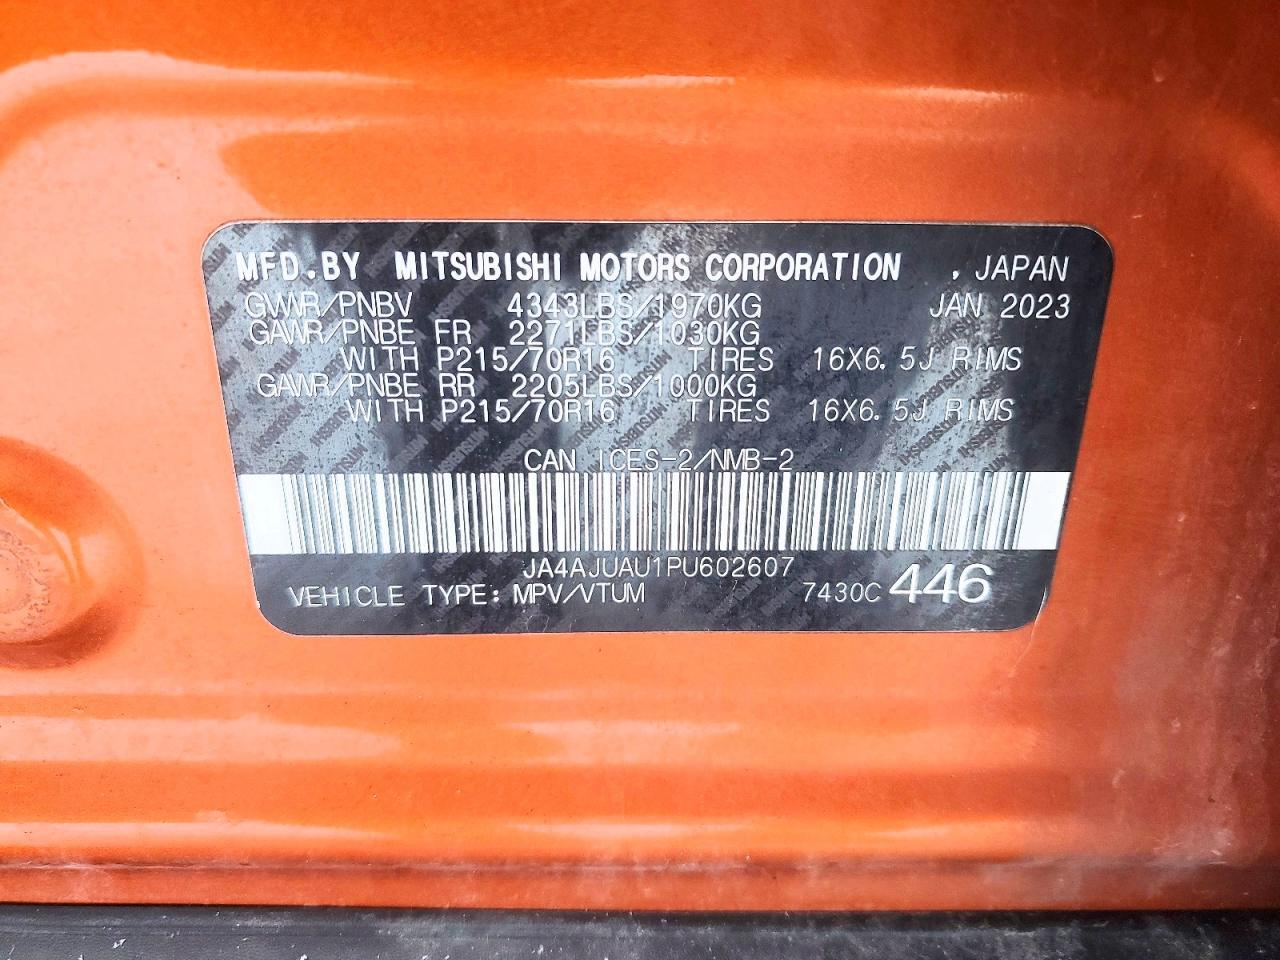 MFD.BY MITSUBISHI MOTORS CORPORATION , JAPAN
GVWR/PNBV 4343LBS/1970KG JAN 2023
GAWR/PNBE FR 2271LBS/1030KG
WITH P215/70R16 TIRES 16X6.5J RIMS
GAWR/PNBE RR 2205LBS/1000KG
WITH P215/70R16 TIRES 16X6.5J RIMS
CAN ICES-2/NMB-2
JA4AJUAU1PU602607
VEHICLE TYPE: MPV/VTUM 7430C 446